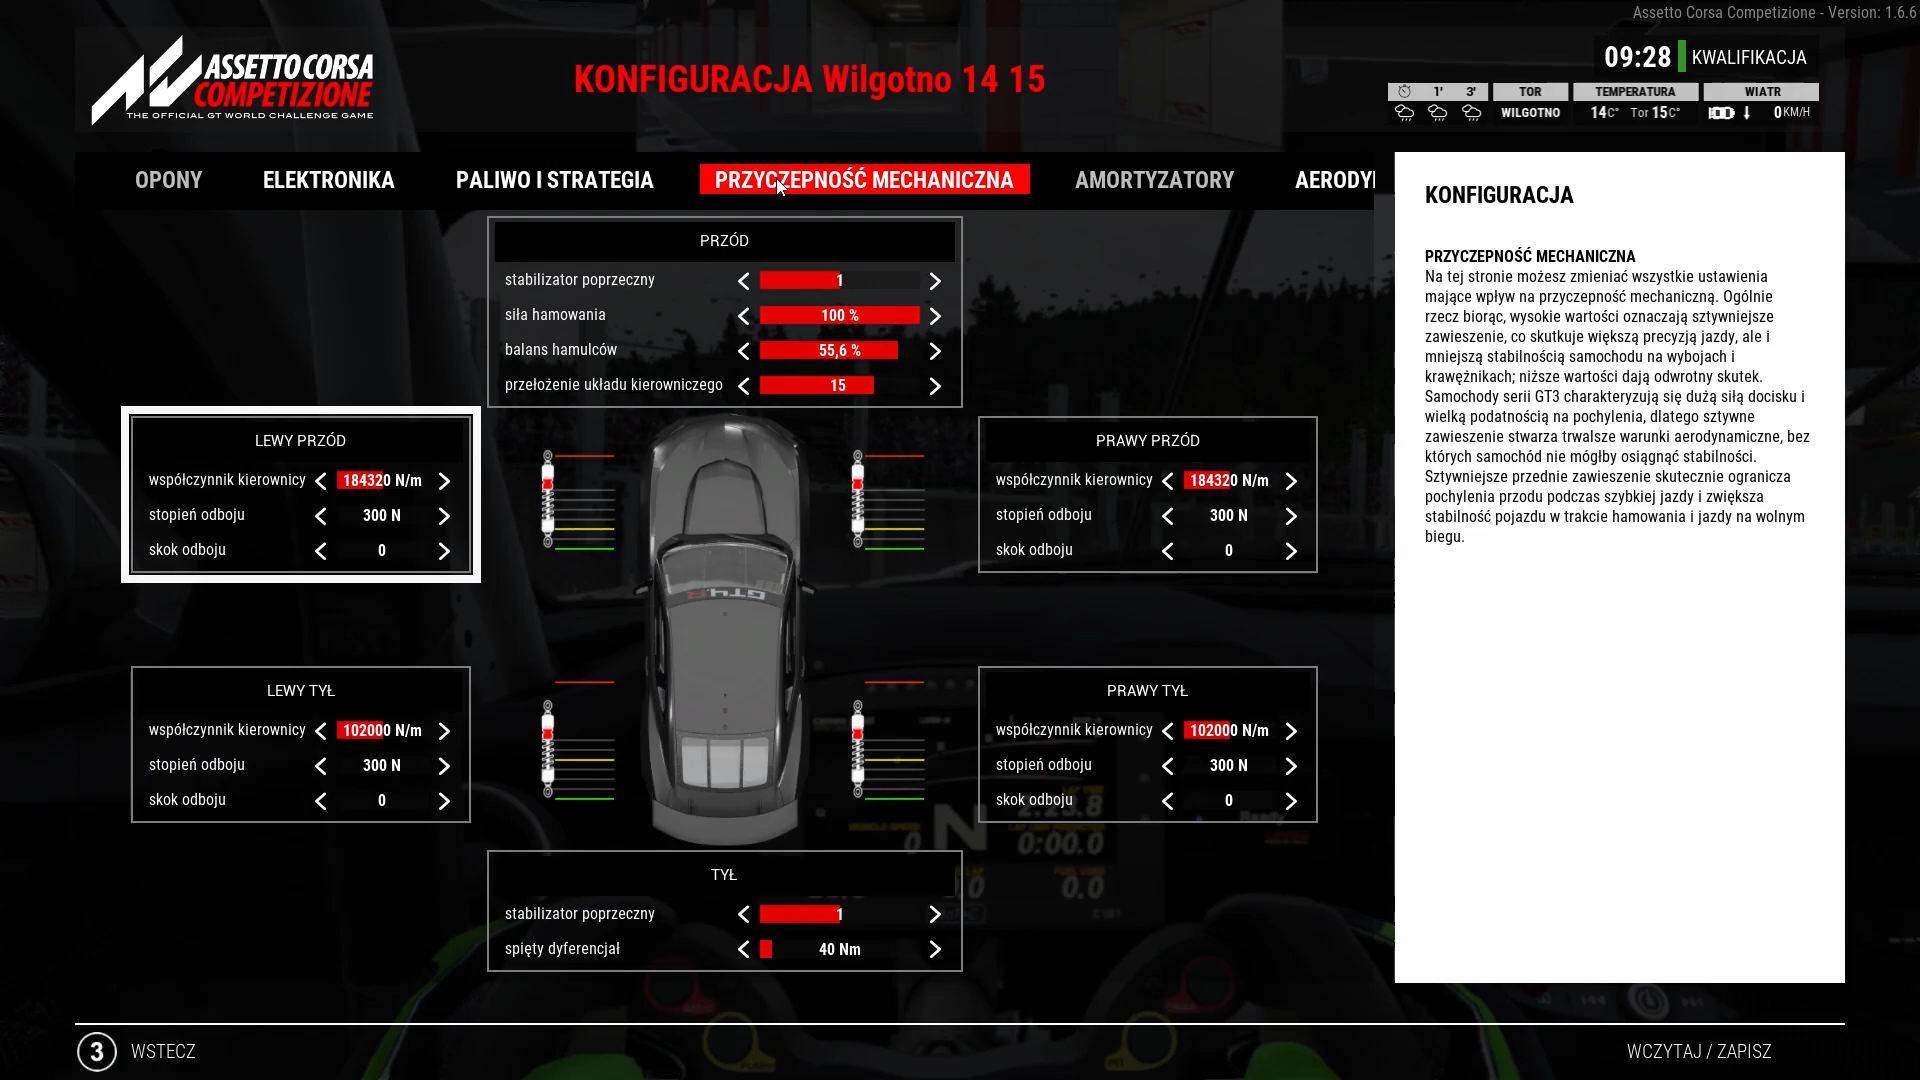 Assetto Corsa Competizione - Version: 1.6.6
ASSETTO CORSA
COMPETIZIONE
THE OFFICIAL GT WORLD CHALLENGE GAME
KONFIGURACJA Wilgotno 14 15
09:28 KWALIFIKACJA
1' 3' TOR TEMPERATURA WIATR
WILGOTNO 14C° Tor 15C° 0 KM/H
OPONY ELEKTRONIKA PALIWO I STRATEGIA PRZYCZEPNOŚĆ MECHANICZNA AMORTYZATORY AERODY
PRZÓD
stabilizator poprzeczny 1
siła hamowania 100 %
balans hamulców 55,6 %
przełożenie układu kierowniczego 15
LEWY PRZÓD
współczynnik kierownicy 184320 N/m
stopień odboju 300 N
skok odboju 0
PRAWY PRZÓD
współczynnik kierownicy 184320 N/m
stopień odboju 300 N
skok odboju 0
GT4R
LEWY TYŁ
współczynnik kierownicy 102000 N/m
stopień odboju 300 N
skok odboju 0
PRAWY TYŁ
współczynnik kierownicy 102000 N/m
stopień odboju 300 N
skok odboju 0
N
0
0:00.0
0.0
Ready
TYŁ
stabilizator poprzeczny 1
spięty dyferencjał 40 Nm
KONFIGURACJA
PRZYCZEPNOŚĆ MECHANICZNA
Na tej stronie możesz zmieniać wszystkie ustawienia
mające wpływ na przyczepność mechaniczną. Ogólnie
rzecz biorąc, wysokie wartości oznaczają sztywniejsze
zawieszenie, co skutkuje większą precyzją jazdy, ale i
mniejszą stabilnością samochodu na wybojach i
krawężnikach; niższe wartości dają odwrotny skutek.
Samochody serii GT3 charakteryzują się dużą siłą docisku i
wielką podatnością na pochylenia, dlatego sztywne
zawieszenie stwarza trwalsze warunki aerodynamiczne, bez
których samochód nie mógłby osiągnąć stabilności.
Sztywniejsze przednie zawieszenie skutecznie ogranicza
pochylenia przodu podczas szybkiej jazdy i zwiększa
stabilność pojazdu w trakcie hamowania i jazdy na wolnym
biegu.
3 WSTECZ
WCZYTAJ / ZAPISZ